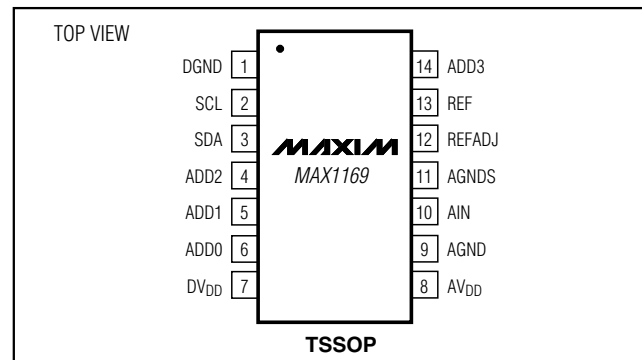 TOP VIEW
DGND 1
SCL 2
SDA 3
ADD2 4
ADD1 5
ADD0 6
DVDD 7
MAXIM
MAX1169
14 ADD3
13 REF
12 REFADJ
11 AGNDS
10 AIN
9 AGND
8 AVDD
TSSOP